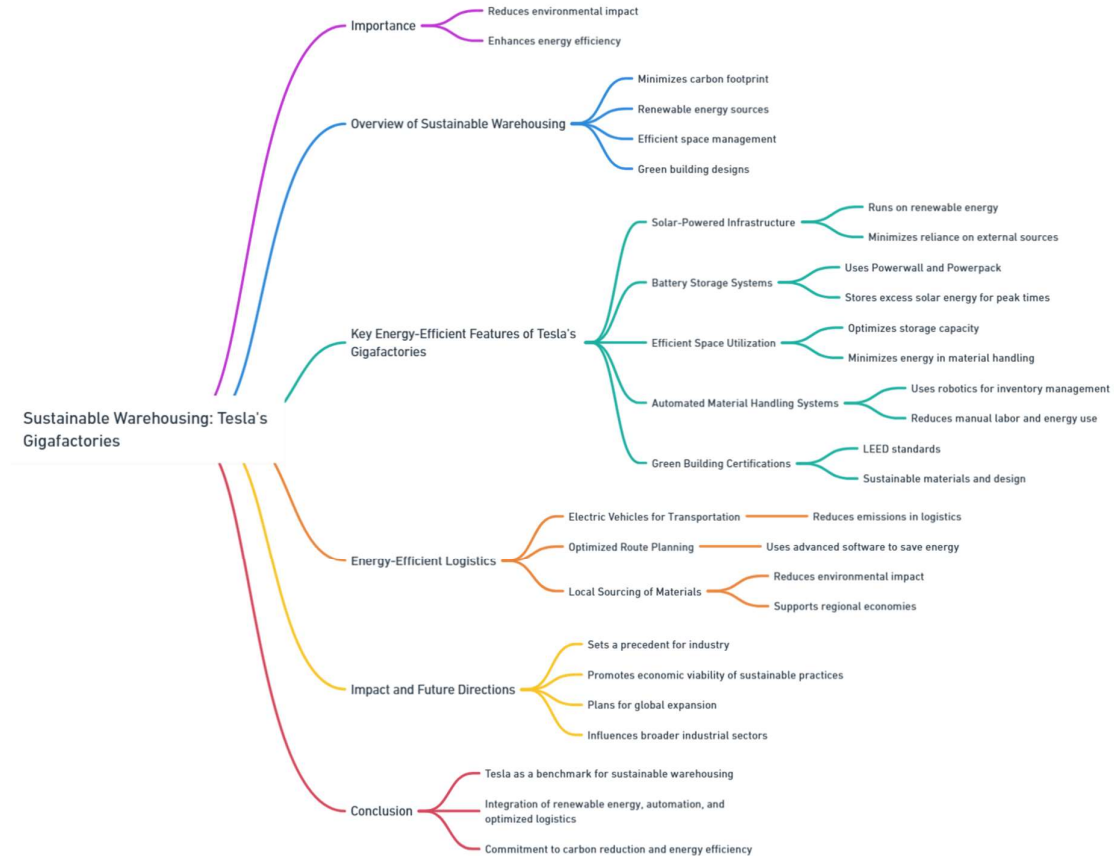 Sustainable Warehousing: Tesla's
Gigafactories
Importance
Reduces environmental impact
Enhances energy efficiency
Overview of Sustainable Warehousing
Minimizes carbon footprint
Renewable energy sources
Efficient space management
Green building designs
Key Energy-Efficient Features of Tesla's
Gigafactories
Solar-Powered Infrastructure
Runs on renewable energy
Minimizes reliance on external sources
Battery Storage Systems
Uses Powerwall and Powerpack
Stores excess solar energy for peak times
Efficient Space Utilization
Optimizes storage capacity
Minimizes energy in material handling
Automated Material Handling Systems
Uses robotics for inventory management
Reduces manual labor and energy use
Green Building Certifications
LEED standards
Sustainable materials and design
Energy-Efficient Logistics
Electric Vehicles for Transportation
Reduces emissions in logistics
Optimized Route Planning
Uses advanced software to save energy
Local Sourcing of Materials
Reduces environmental impact
Supports regional economies
Impact and Future Directions
Sets a precedent for industry
Promotes economic viability of sustainable practices
Plans for global expansion
Influences broader industrial sectors
Conclusion
Tesla as a benchmark for sustainable warehousing
Integration of renewable energy, automation, and
optimized logistics
Commitment to carbon reduction and energy efficiency